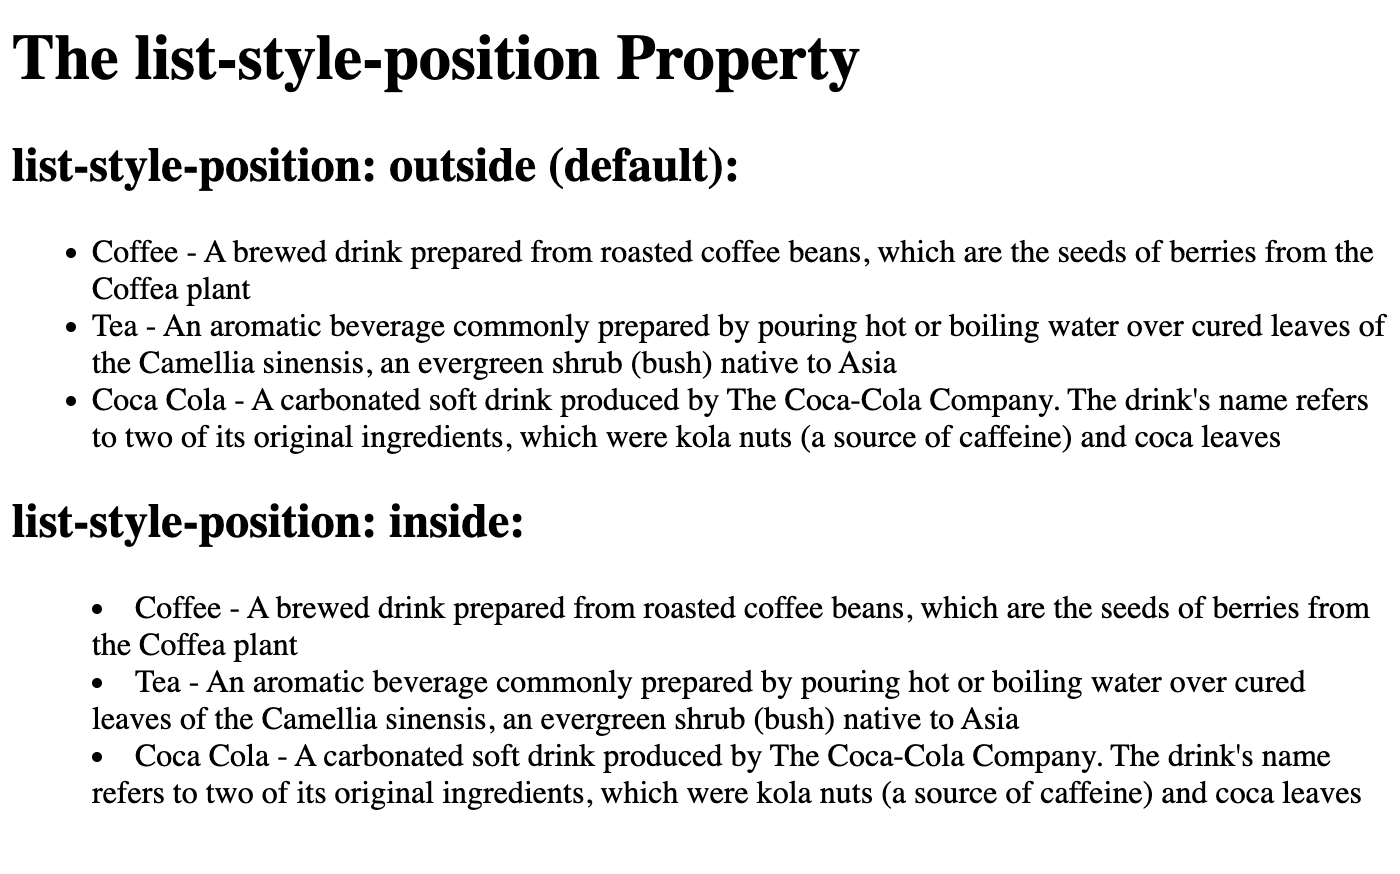 The list-style-position Property
list-style-position: outside (default):
• Coffee - A brewed drink prepared from roasted coffee beans, which are the seeds of berries from the
Coffea plant
• Tea - An aromatic beverage commonly prepared by pouring hot or boiling water over cured leaves of
the Camellia sinensis, an evergreen shrub (bush) native to Asia
• Coca Cola - A carbonated soft drink produced by The Coca-Cola Company. The drink's name refers
to two of its original ingredients, which were kola nuts (a source of caffeine) and coca leaves
list-style-position: inside:
• Coffee - A brewed drink prepared from roasted coffee beans, which are the seeds of berries from
the Coffea plant
• Tea - An aromatic beverage commonly prepared by pouring hot or boiling water over cured
leaves of the Camellia sinensis, an evergreen shrub (bush) native to Asia
• Coca Cola - A carbonated soft drink produced by The Coca-Cola Company. The drink's name
refers to two of its original ingredients, which were kola nuts (a source of caffeine) and coca leaves